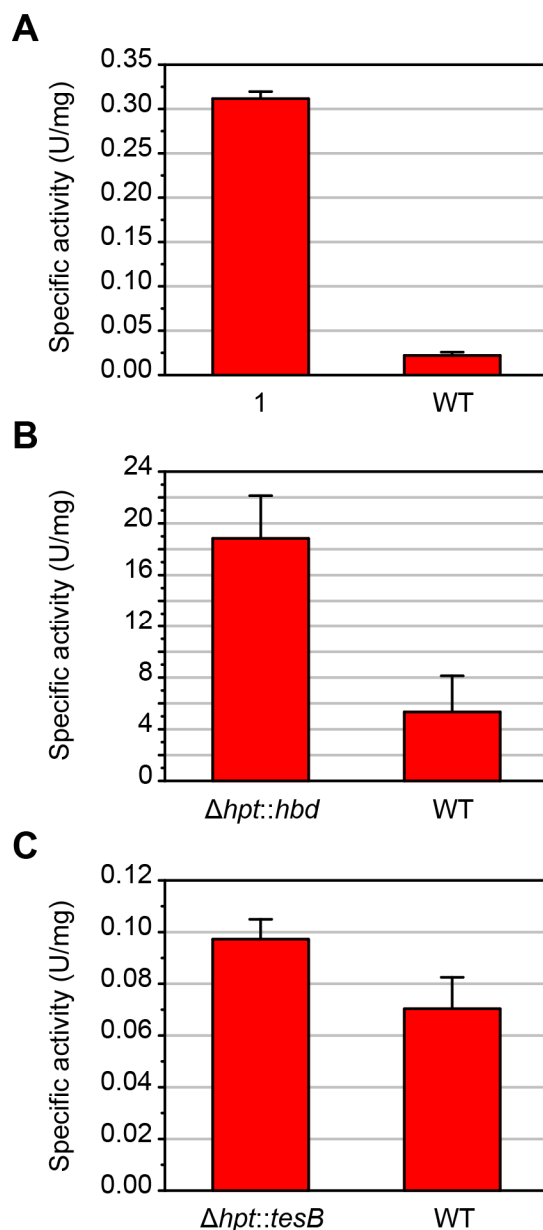 A
Specific activity (U/mg)
0.35
0.30
0.25
0.20
0.15
0.10
0.05
0.00
1 WT
B
Specific activity (U/mg)
24
20
16
12
8
4
0
Δhpt::hbd WT
C
Specific activity (U/mg)
0.12
0.10
0.08
0.06
0.04
0.02
0.00
Δhpt::tesB WT